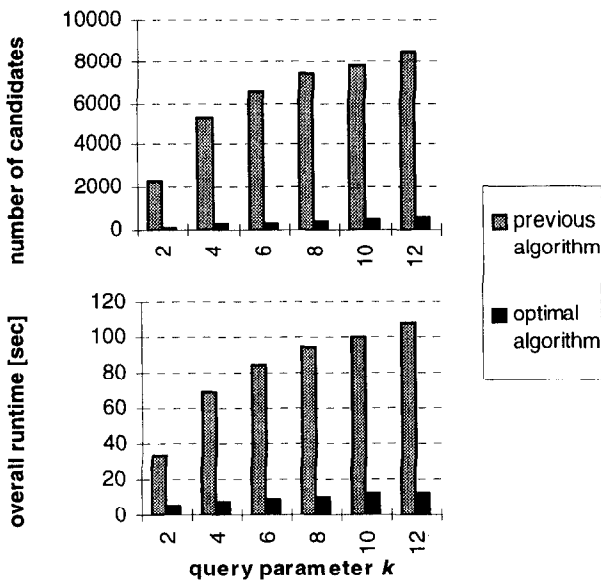 number of candidates
10000
8000
6000
4000
2000
0
2 4 6 8 10 12
previous
algorithm
optimal
algorithm
overall runtime [sec]
120
100
80
60
40
20
0
2 4 6 8 10 12
query parameter k